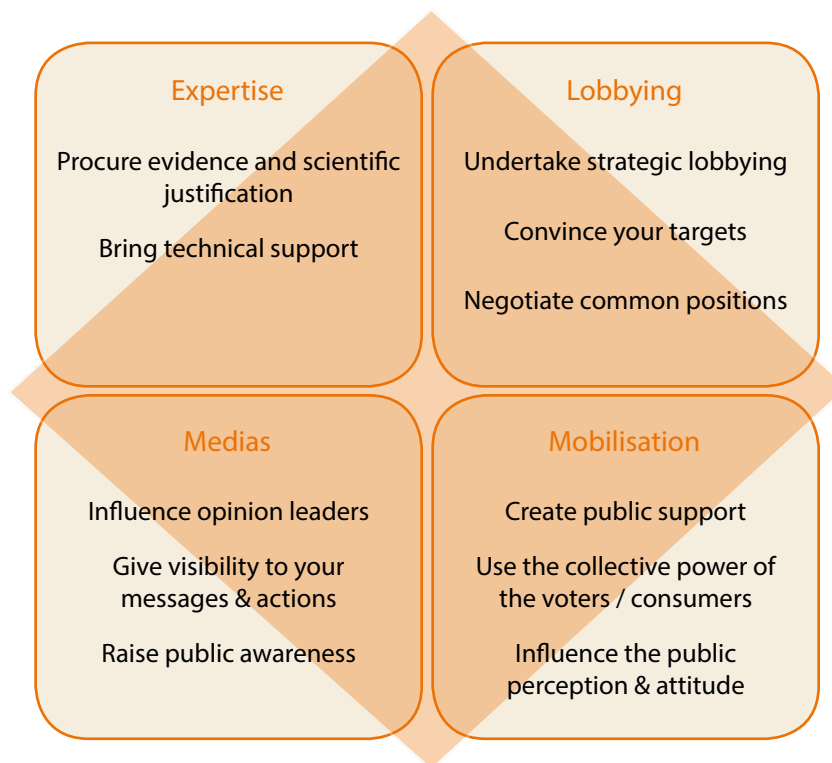 Expertise
Procure evidence and scientific
justification
Bring technical support
Lobbying
Undertake strategic lobbying
Convince your targets
Negotiate common positions
Medias
Influence opinion leaders
Give visibility to your
messages & actions
Raise public awareness
Mobilisation
Create public support
Use the collective power of
the voters / consumers
Influence the public
perception & attitude